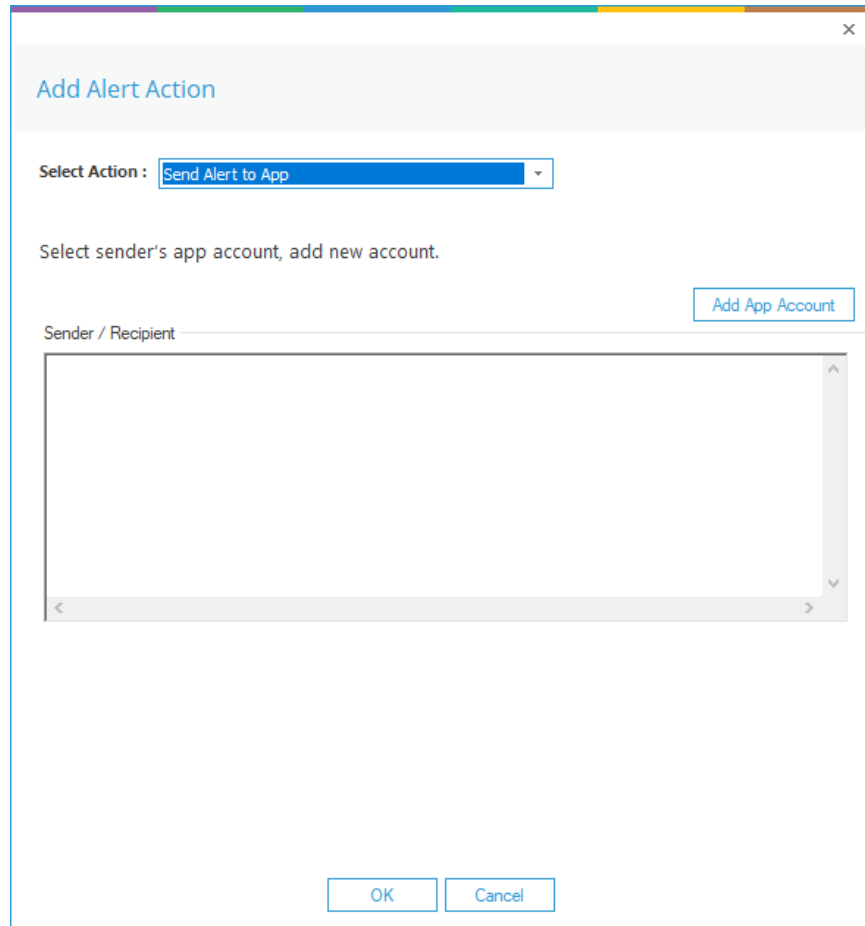 Add Alert Action
Select Action : Send Alert to App
Select sender's app account, add new account.
Add App Account
Sender / Recipient
OK Cancel